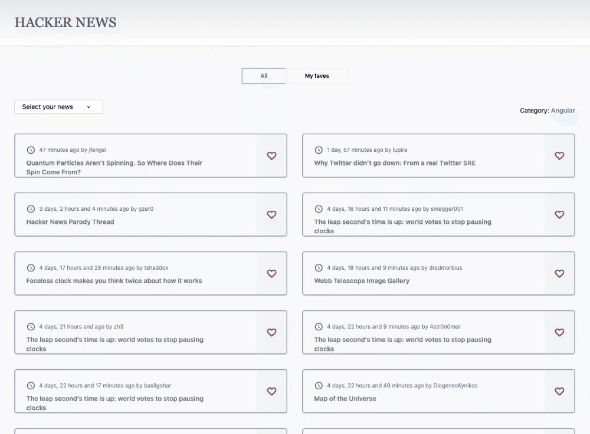 HACKER NEWS
All
My faves
Select your news
Category: Angular
47 minutes ago by jfengel
Quantum Particles Aren't Spinning. So Where Does Their
Spin Come From?
1 day, 57 minutes ago by lupire
Why Twitter didn't go down: From a real Twitter SRE
3 days, 2 hours and 4 minutes ago by gzer0
Hacker News Parody Thread
4 days, 16 hours and 11 minutes ago by smegger001
The leap second's time is up: world votes to stop pausing
clocks
4 days, 17 hours and 28 minutes ago by tshaddox
Faceless clock makes you think twice about how it works
4 days, 18 hours and 9 minutes ago by dredmorbius
Webb Telescope Image Gallery
4 days, 21 hours and ago by zh3
The leap second's time is up: world votes to stop pausing
clocks
4 days, 22 hours and 9 minutes ago by 4str0n0mer
The leap second's time is up: world votes to stop pausing
clocks
4 days, 22 hours and 17 minutes ago by basilgohar
The leap second's time is up: world votes to stop pausing
clocks
4 days, 22 hours and 49 minutes ago by DiogenesKynikos
Map of the Universe